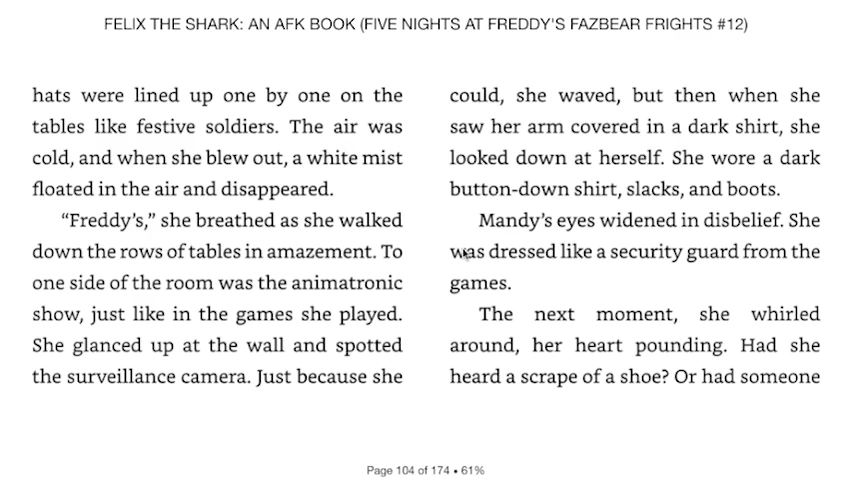 FELIX THE SHARK: AN AFK BOOK (FIVE NIGHTS AT FREDDY'S FAZBEAR FRIGHTS #12)
hats were lined up one by one on the
tables like festive soldiers. The air was
cold, and when she blew out, a white mist
floated in the air and disappeared.
“Freddy’s,” she breathed as she walked
down the rows of tables in amazement. To
one side of the room was the animatronic
show, just like in the games she played.
She glanced up at the wall and spotted
the surveillance camera. Just because she
could, she waved, but then when she
saw her arm covered in a dark shirt, she
looked down at herself. She wore a dark
button-down shirt, slacks, and boots.
Mandy’s eyes widened in disbelief. She
was dressed like a security guard from the
games.
The next moment, she whirled
around, her heart pounding. Had she
heard a scrape of a shoe? Or had someone
Page 104 of 174 • 61%